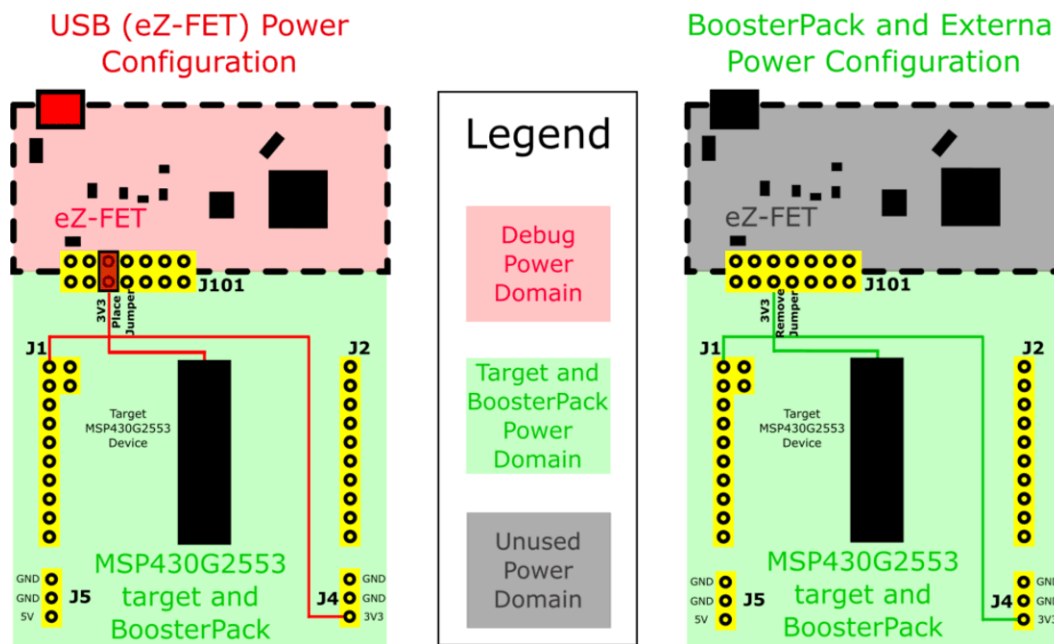 USB (eZ-FET) Power
Configuration
eZ-FET
J101
3V3
Place
Jumper
J1
J2
Target
MSP430G2553
Device
MSP430G2553
target and
BoosterPack
GND
GND
5V
J5
J4
GND
GND
3V3
Legend
Debug
Power
Domain
Target and
BoosterPack
Power
Domain
Unused
Power
Domain
BoosterPack and Externa
Power Configuration
eZ-FET
J101
3V3
Remove
Jumper
J1
J2
Target
MSP430G2553
Device
MSP430G2553
target and
BoosterPack
GND
GND
5V
J5
J4
GND
GND
3V3